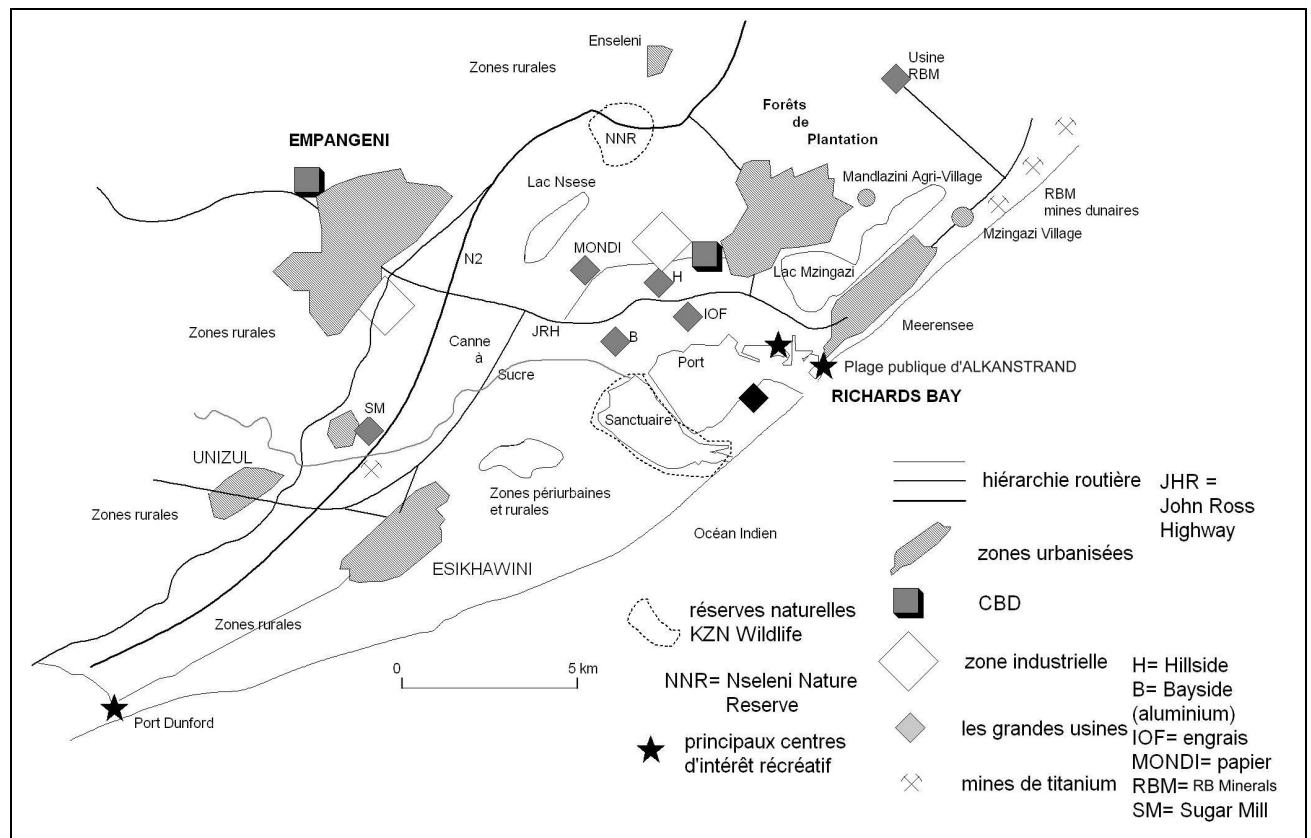 Enseleni
Usine
RBM
Zones rurales
Forêts
de
Plantation
EMPANGENI
NNR
Lac Nsese
Mandlazini Agri-Village
RBM
mines dunaires
Mzingazi Village
MONDI
N2
H
Lac Mzingazi
IOF
Meerensee
Zones rurales
JRH
B
Canne
à
Sucre
Port
Plage publique d'ALKANSTRAND
RICHARDS BAY
SM
Sanctuaire
UNIZUL
Zones périurbaines
et rurales
Zones rurales
Océan Indien
ESIKHAWINI
Zones rurales
Port Dunford
0
5 km
hiérarchie routière
JHR =
John Ross
Highway
zones urbanisées
CBD
réserves naturelles
KZN Wildlife
zone industrielle
NNR= Nseleni Nature
Reserve
les grandes usines
principaux centres
d'intérêt récréatif
mines de titanium
H= Hillside
B= Bayside
(aluminium)
IOF= engrais
MONDI= papier
RBM= RB Minerals
SM= Sugar Mill